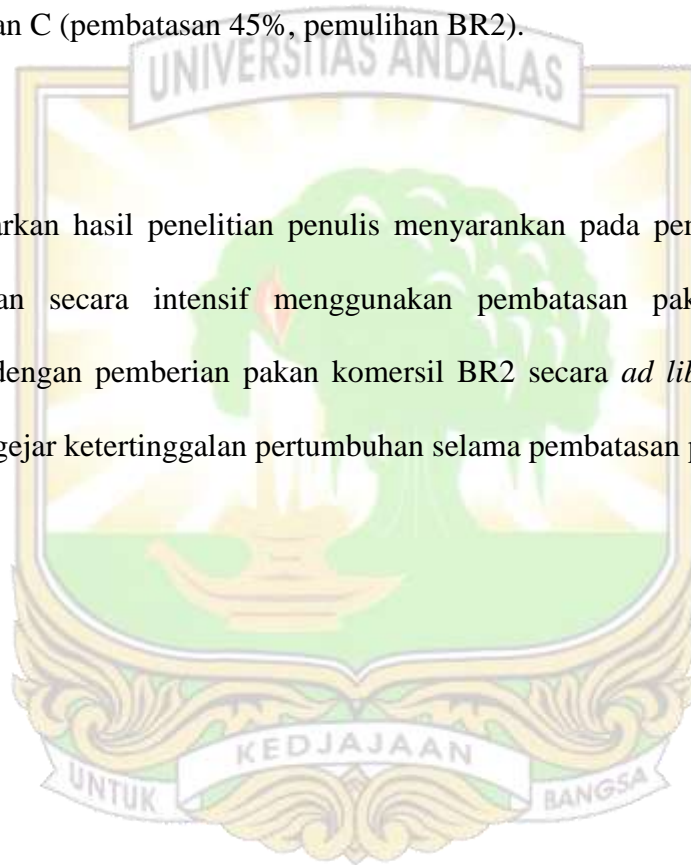 an C (pembatasan 45%, pemulihan BR2).
UNIVERSITAS ANDALAS
arkan hasil penelitian penulis menyarankan pada per
an secara intensif menggunakan pembatasan pak
dengan pemberian pakan komersil BR2 secara ad lib
gejar ketertinggalan pertumbuhan selama pembatasan p
KEDJAJAAN
UNTUK BANGSA